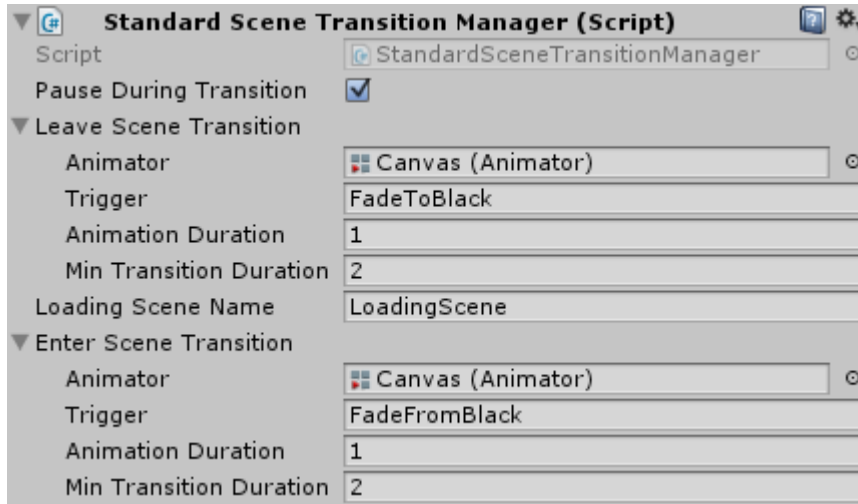 Standard Scene Transition Manager (Script)
Script StandardSceneTransitionManager
Pause During Transition
Leave Scene Transition
Animator Canvas (Animator)
Trigger FadeToBlack
Animation Duration 1
Min Transition Duration 2
Loading Scene Name LoadingScene
Enter Scene Transition
Animator Canvas (Animator)
Trigger FadeFromBlack
Animation Duration 1
Min Transition Duration 2